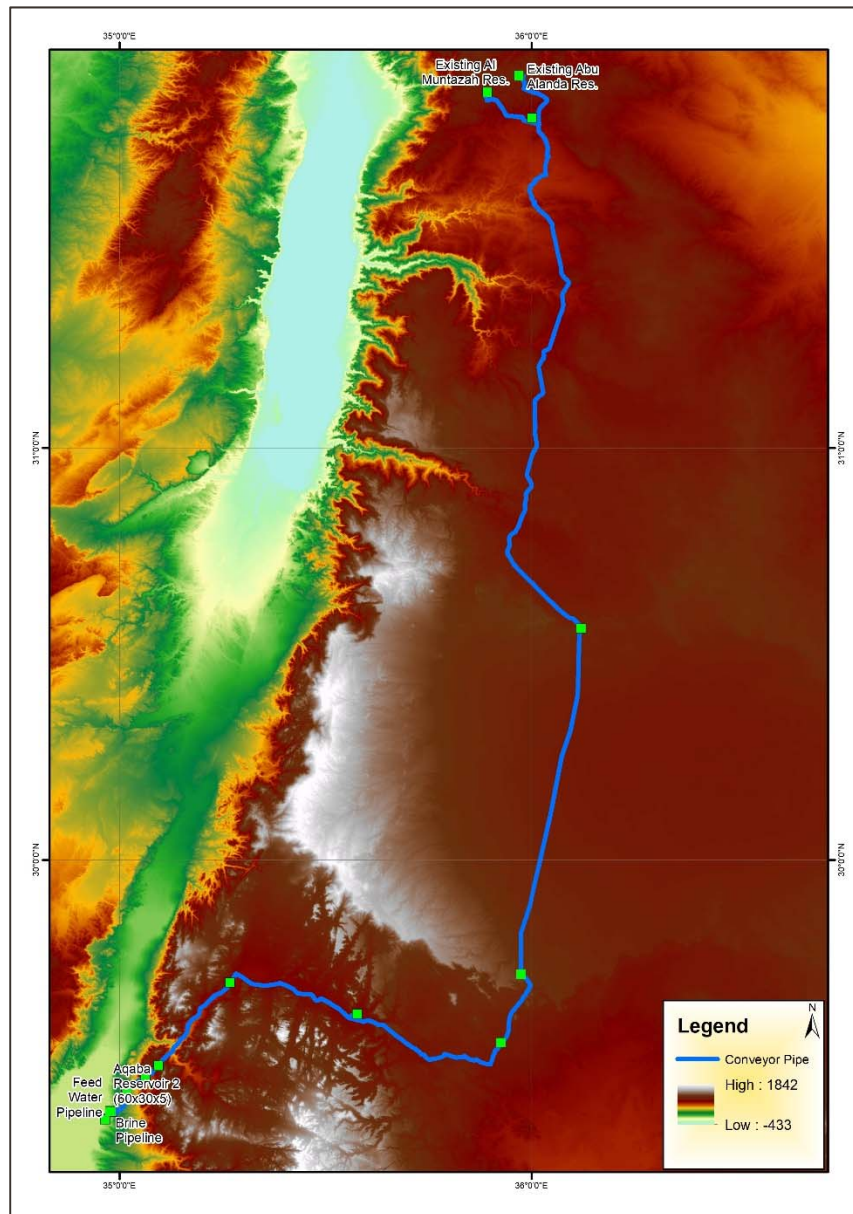 35°0'0"E
36°0'0"E
Existing Al
Muntazah Res.
Existing Abu
Alanda Res.
31°0'0"N
31°0'0"N
30°0'0"N
30°0'0"N
Aqaba
Reservoir 2
(60x30x5)
Feed
Water
Pipeline
Brine
Pipeline
Legend
N
Conveyor Pipe
High : 1842
Low : -433
35°0'0"E
36°0'0"E